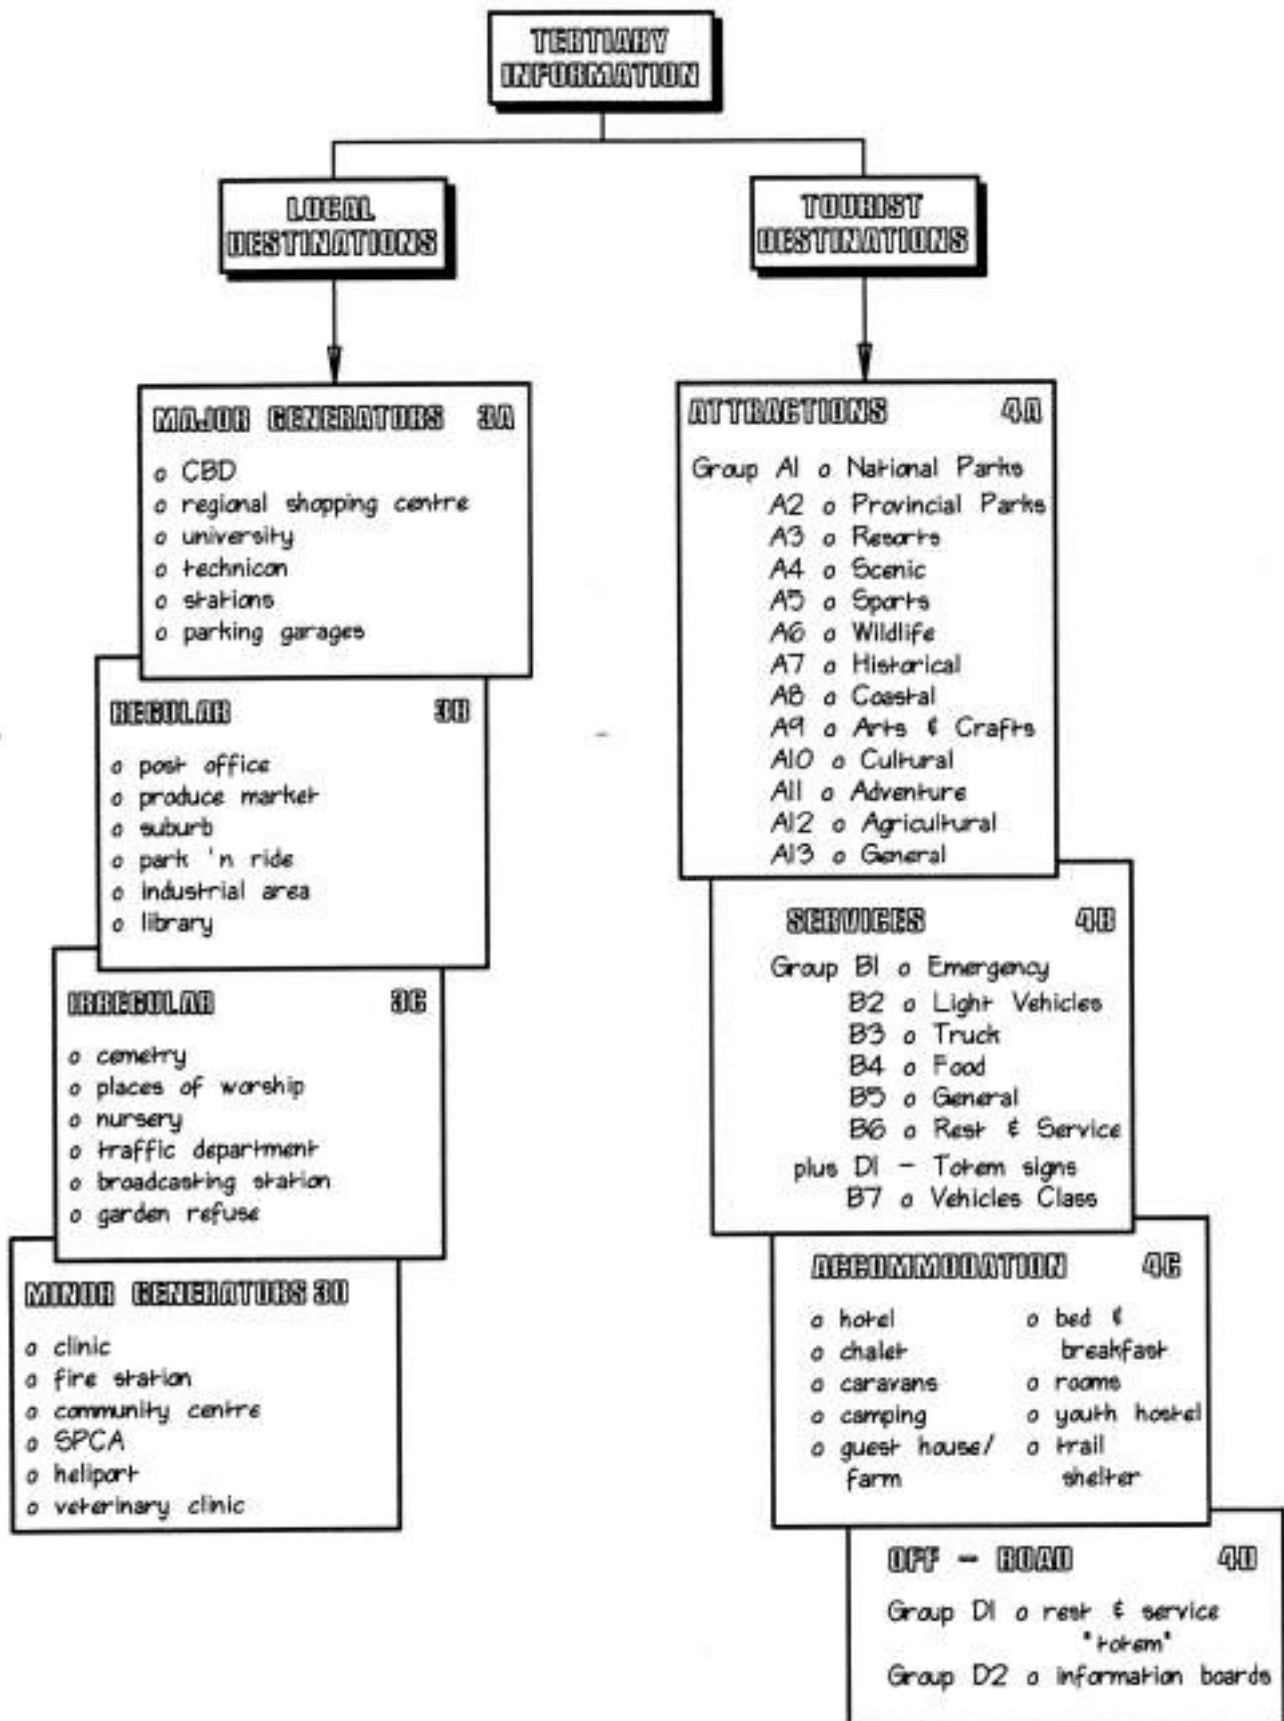 TERTIARY
INFORMATION
LOCAL
DESTINATIONS
TOURIST
DESTINATIONS
MAJOR GENERATORS 3A
o CBD
o regional shopping centre
o university
o technicon
o stations
o parking garages
REGULAR 3B
o post office
o produce market
o suburb
o park 'n ride
o industrial area
o library
IRREGULAR 3C
o cemetry
o places of worship
o nursery
o traffic department
o broadcasting station
o garden refuse
MINOR GENERATORS 3D
o clinic
o fire station
o community centre
o SPCA
o heliport
o veterinary clinic
ATTRACTIONS 4A
Group A1 o National Parks
A2 o Provincial Parks
A3 o Resorts
A4 o Scenic
A5 o Sports
A6 o Wildlife
A7 o Historical
A8 o Coastal
A9 o Arts & Crafts
A10 o Cultural
A11 o Adventure
A12 o Agricultural
A13 o General
SERVICES 4B
Group B1 o Emergency
B2 o Light Vehicles
B3 o Truck
B4 o Food
B5 o General
B6 o Rest & Service
plus D1 - Totem signs
B7 o Vehicles Class
ACCOMMODATION 4C
o hotel
o chalet
o caravans
o camping
o guest house/
farm
o bed &
breakfast
o rooms
o youth hostel
o trail
shelter
OFF - ROAD 4D
Group D1 o rest & service
"totem"
Group D2 o information boards